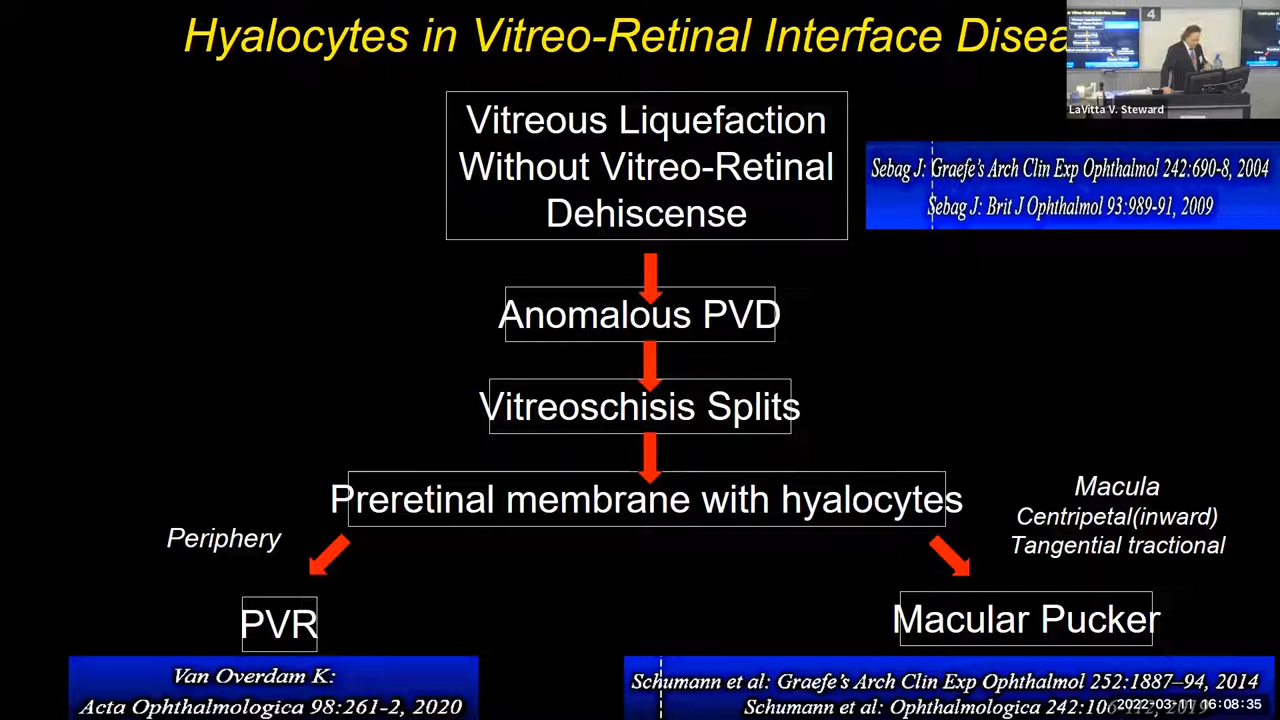 Hyalocytes in Vitreo-Retinal Interface Disea
4
LaVitta V. Steward
Vitreous Liquefaction
Without Vitreo-Retinal
Dehiscense
Sebag J: Graefe's Arch Clin Exp Ophthalmol 242:690-8, 2004
Sebag J: Brit J Ophthalmol 93:989-91, 2009
Anomalous PVD
Vitreoschisis Splits
Preretinal membrane with hyalocytes
Periphery
Macula
Centripetal(inward)
Tangential tractional
PVR
Macular Pucker
Van Overdam K:
Acta Ophthalmologica 98:261-2, 2020
Schumann et al: Graefe's Arch Clin Exp Ophthalmol 252:1887–94, 2014
Schumann et al: Ophthalmologica 242:
2022-03-11 16:08:35